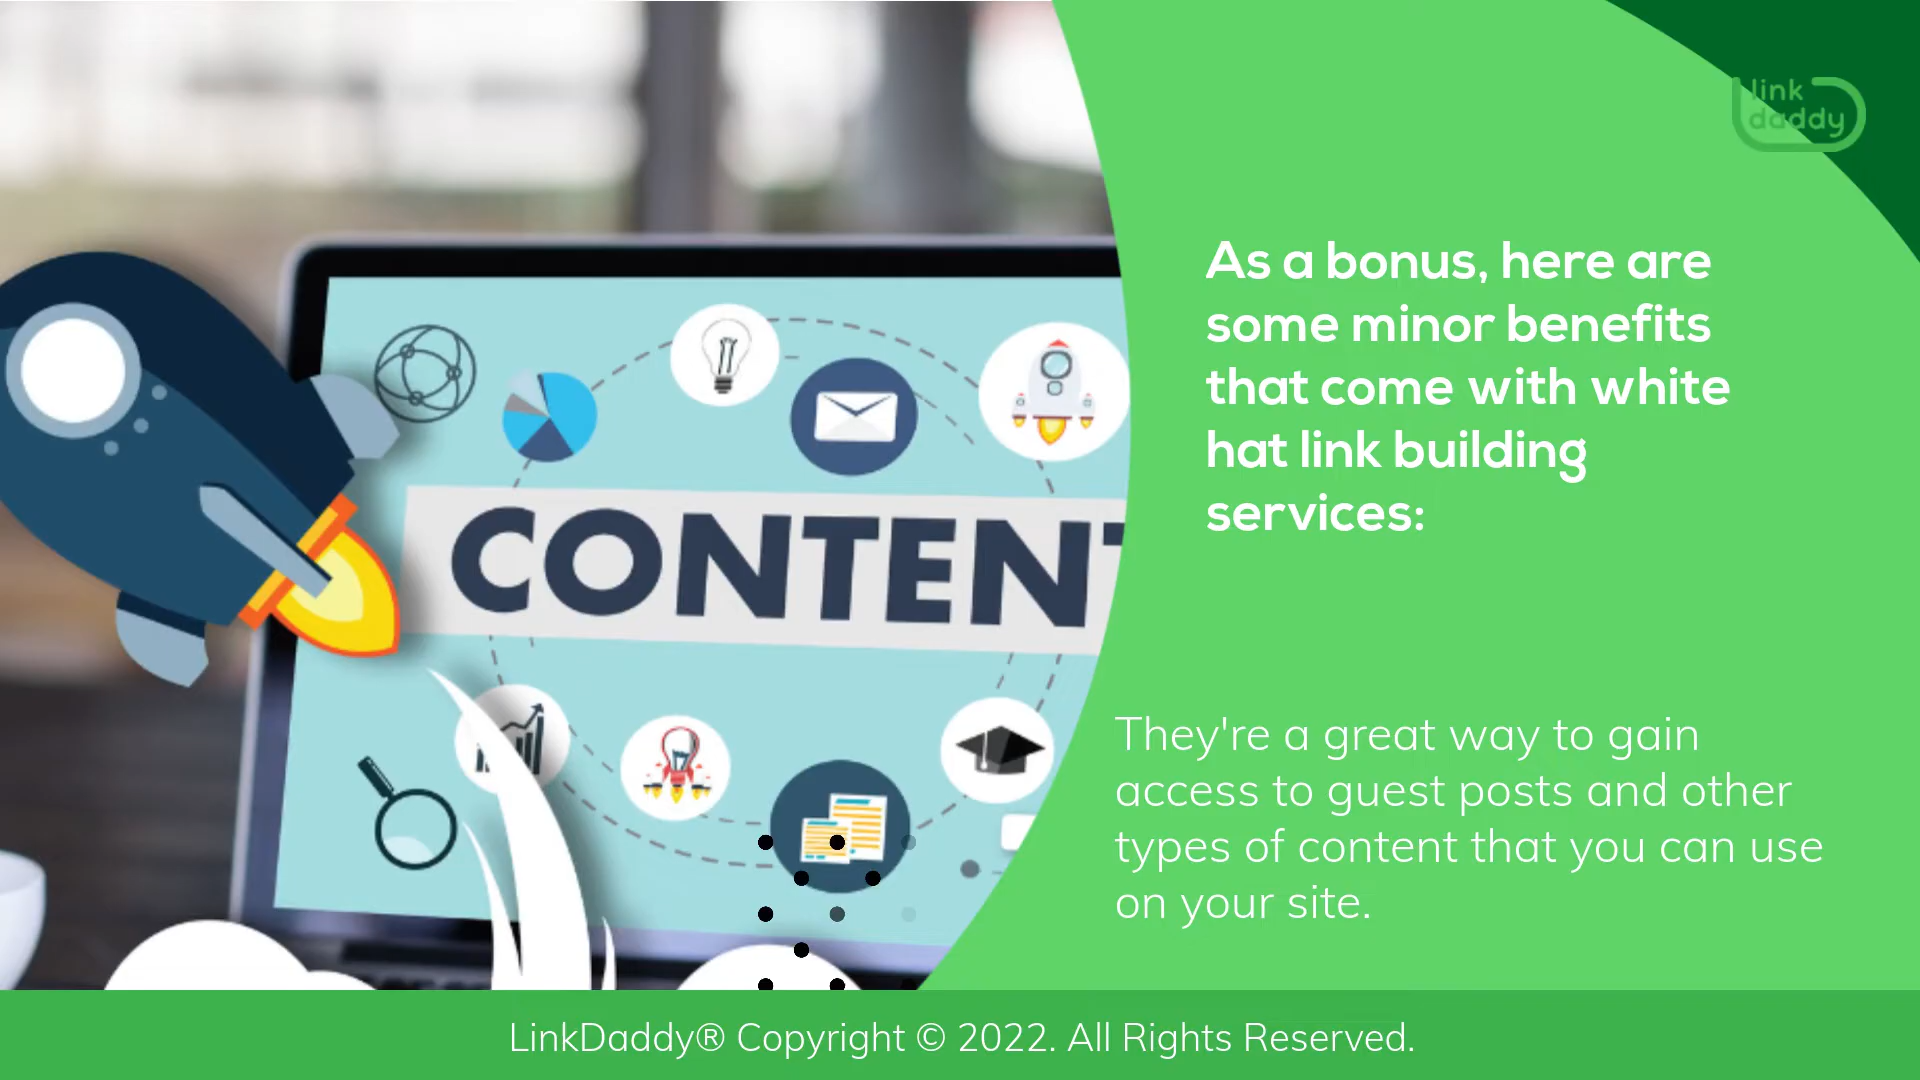 link
daddy
As a bonus, here are
some minor benefits
that come with white
hat link building
services:
CONTENT
They're a great way to gain
access to guest posts and other
types of content that you can use
on your site.
LinkDaddy® Copyright © 2022. All Rights Reserved.